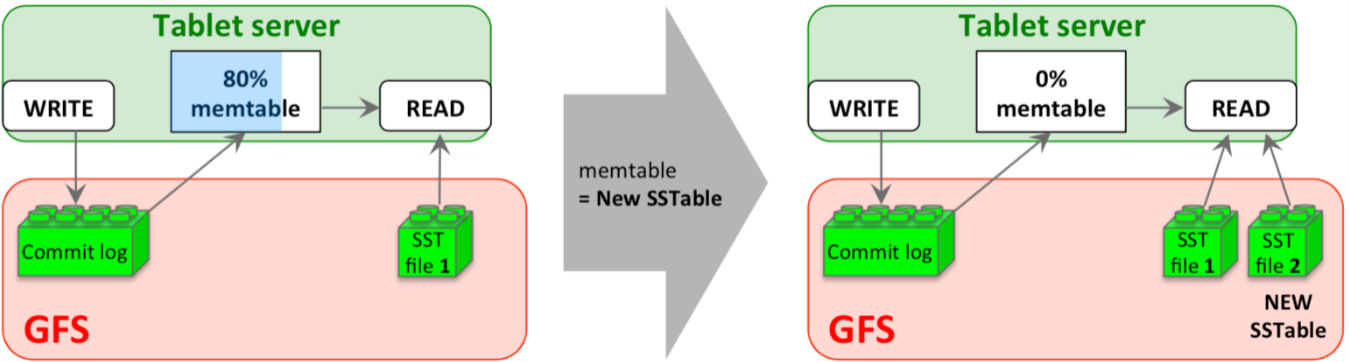 Tablet server
80%
memtable
WRITE
READ
Commit log
SST
file 1
GFS
memtable
= New SSTable
Tablet server
0%
memtable
WRITE
READ
Commit log
SST
file 1
SST
file 2
NEW
SSTable
GFS